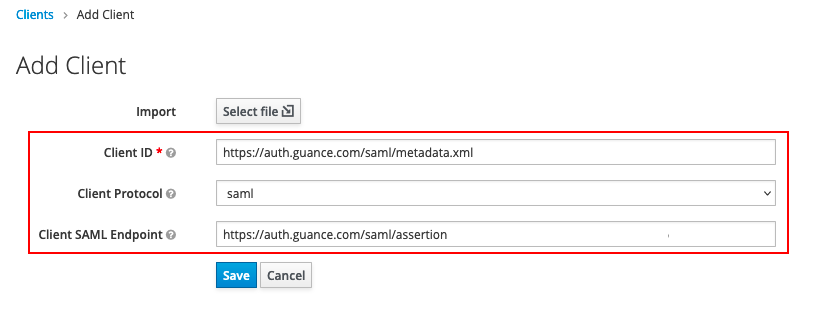 Clients > Add Client
Add Client
Import Select file
Client ID * https://auth.guance.com/saml/metadata.xml
Client Protocol saml
Client SAML Endpoint https://auth.guance.com/saml/assertion
Save Cancel